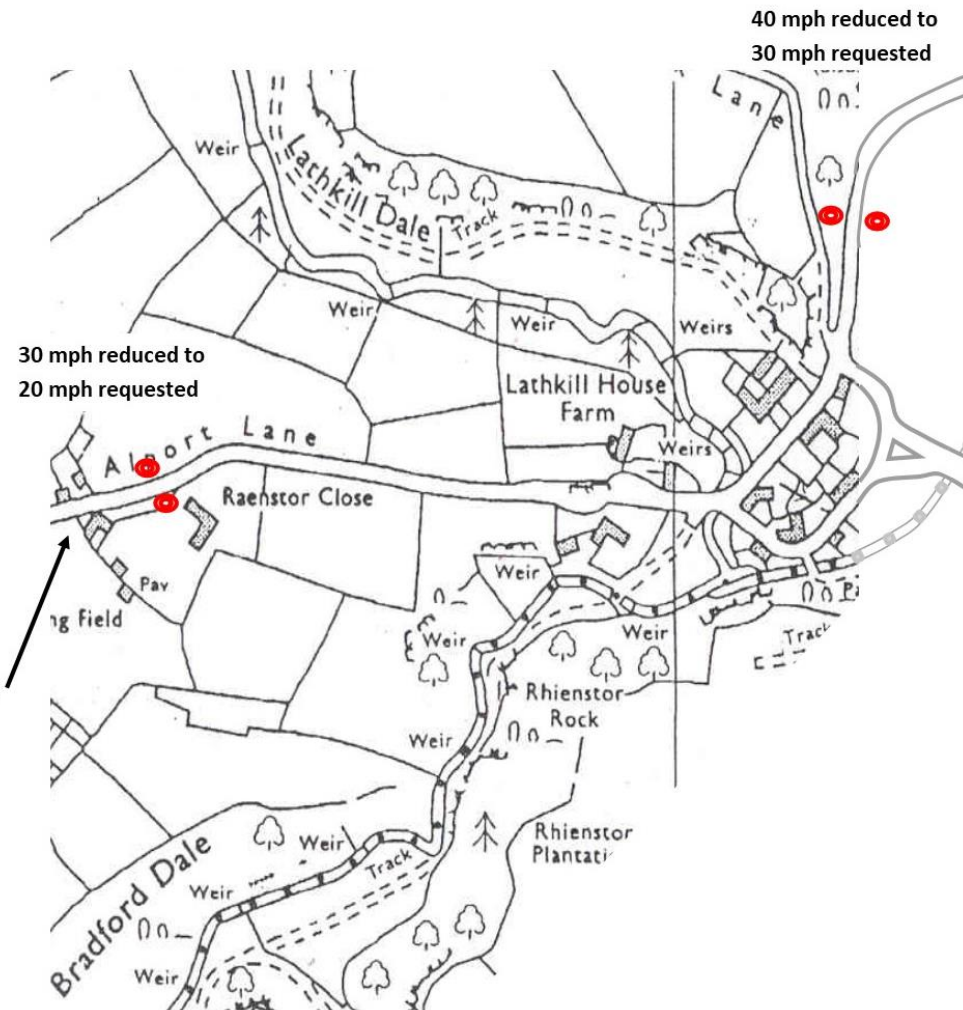 40 mph reduced to
30 mph requested
Lane
Weir
Lathkill Dale
Track
Weir
Weir
Weirs
30 mph reduced to
20 mph requested
Lathkill House
Farm
Alport Lane
Weirs
Raenstor Close
Weir
Pav
ng Field
Weir
Weir
Track
Rhienstor
Rock
Weir
Rhienstor
Plantati
Weir
Track
Bradford Dale
Weir
Weir